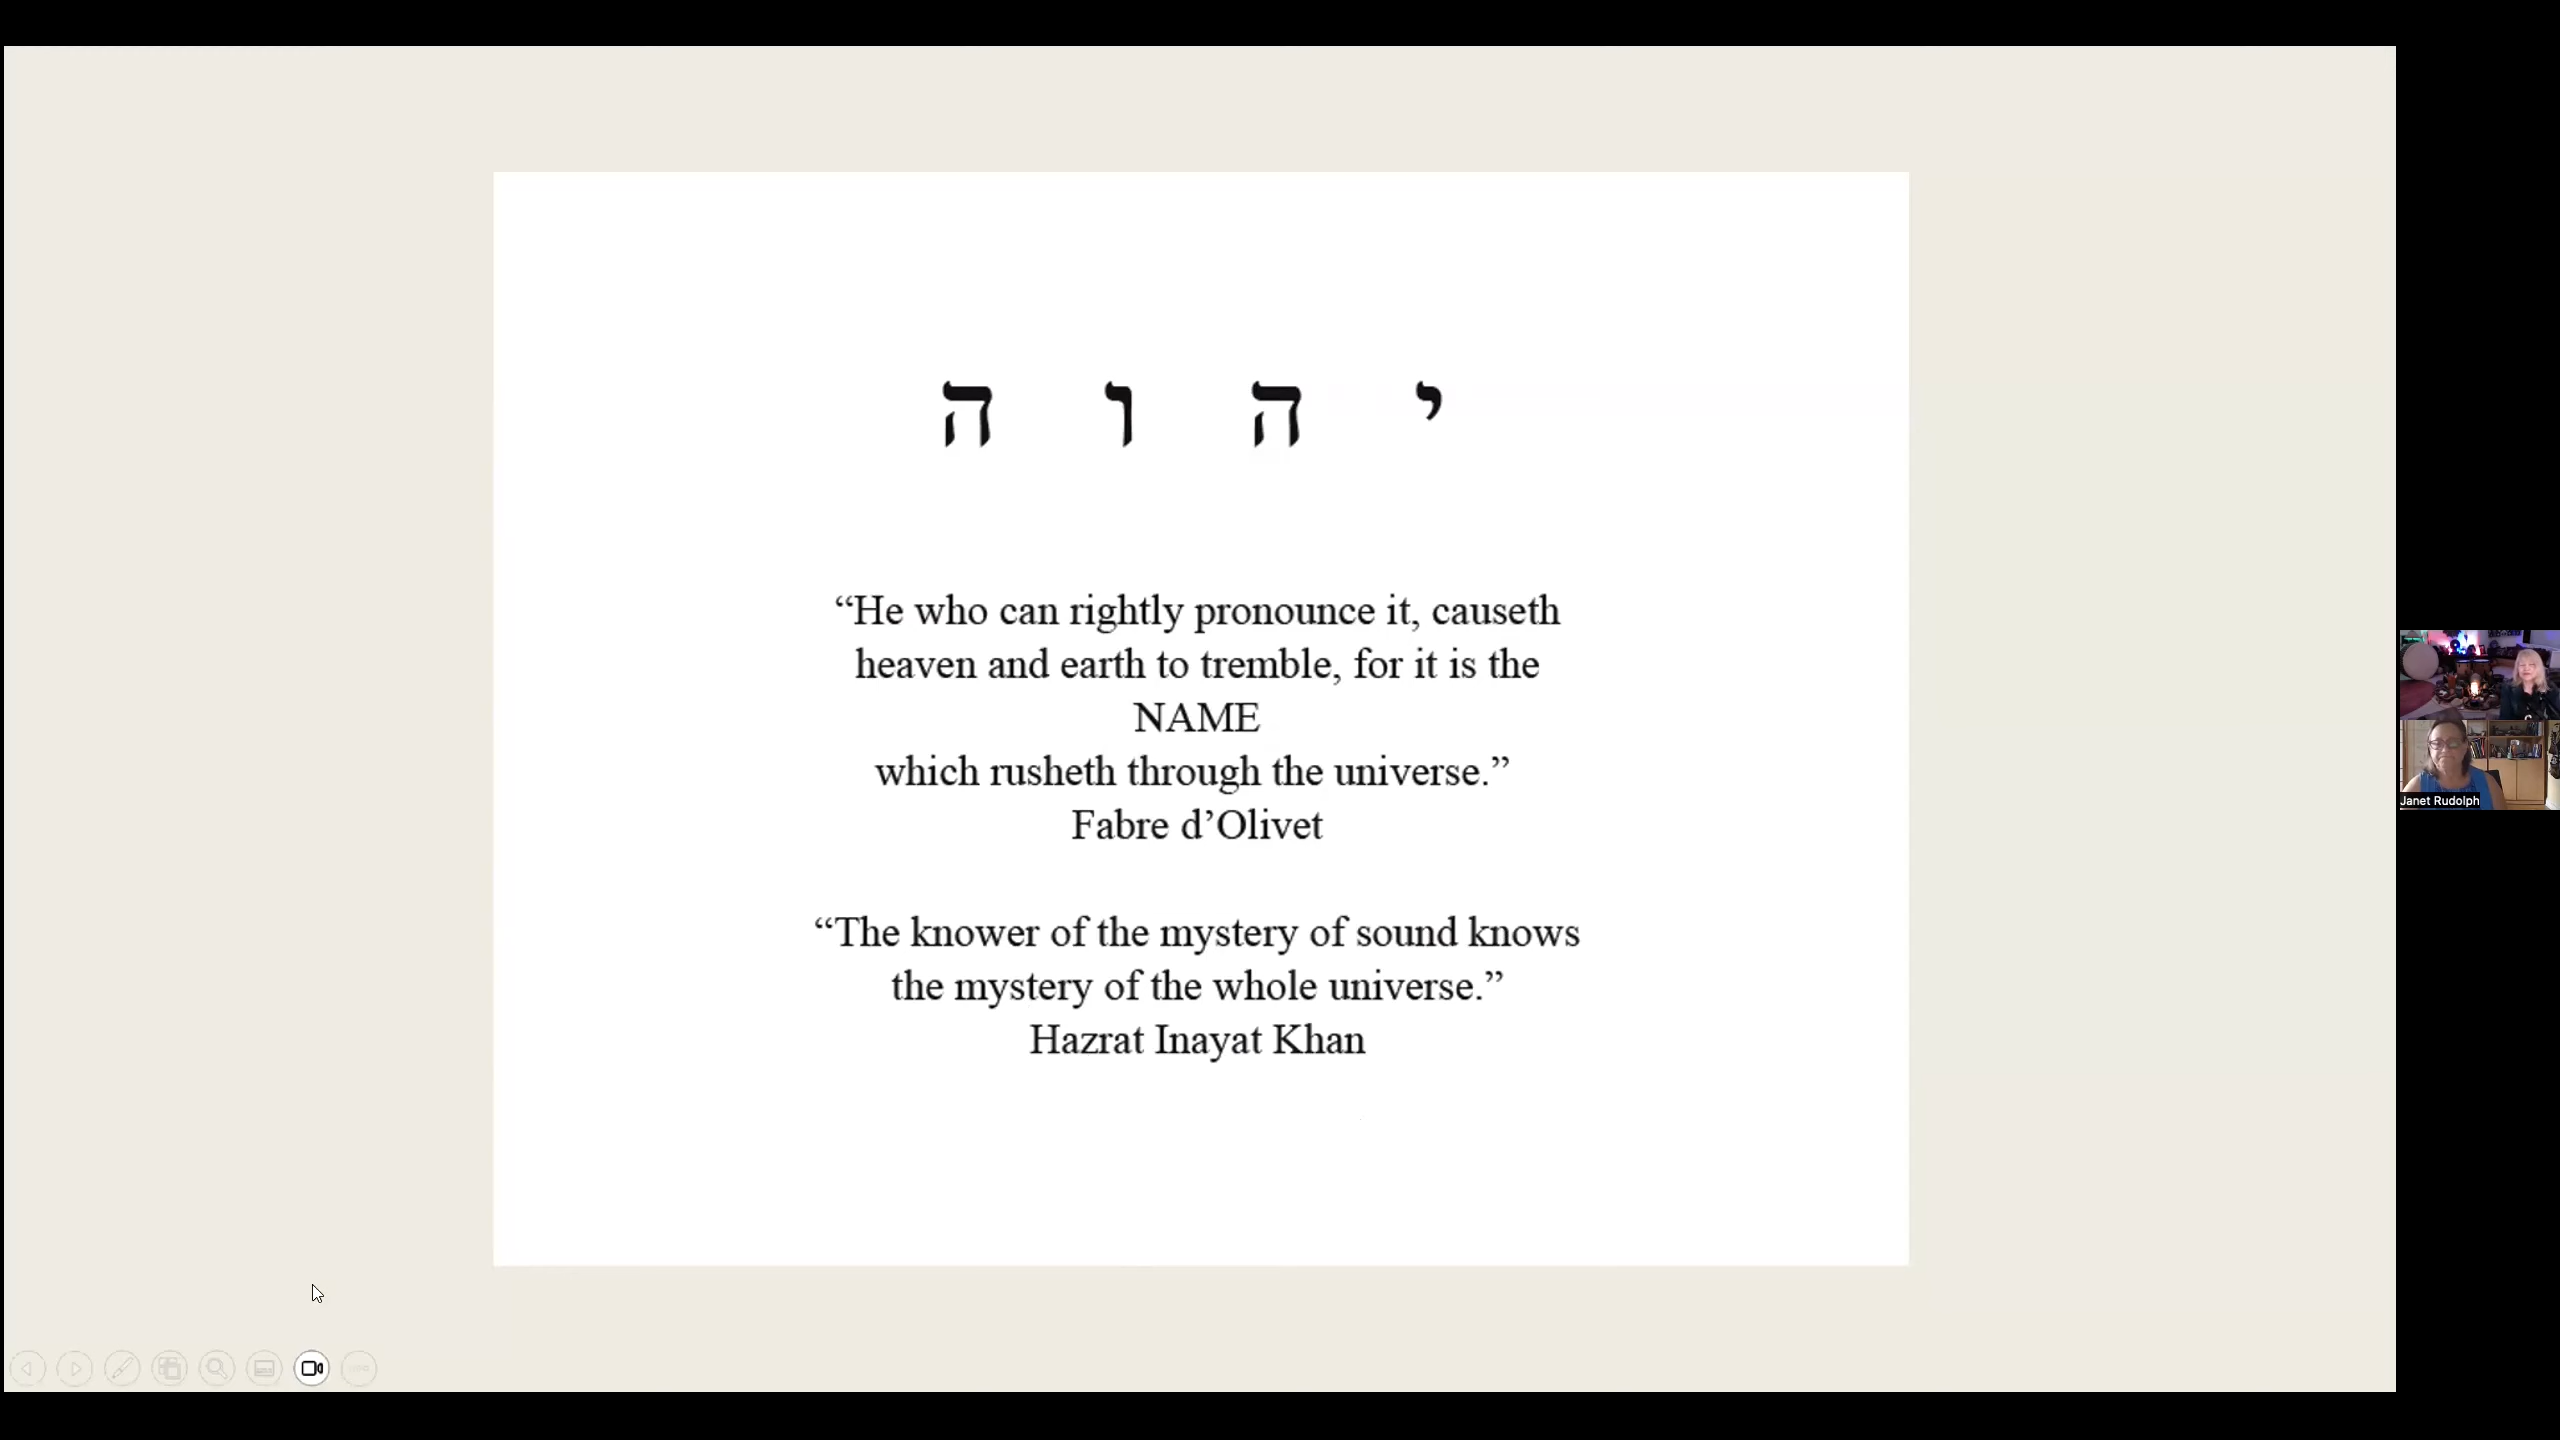 י ה ו ה
“He who can rightly pronounce it, causeth
heaven and earth to tremble, for it is the
NAME
which rusheth through the universe.”
Fabre d’Olivet
“The knower of the mystery of sound knows
the mystery of the whole universe.”
Hazrat Inayat Khan
Janet Rudolph